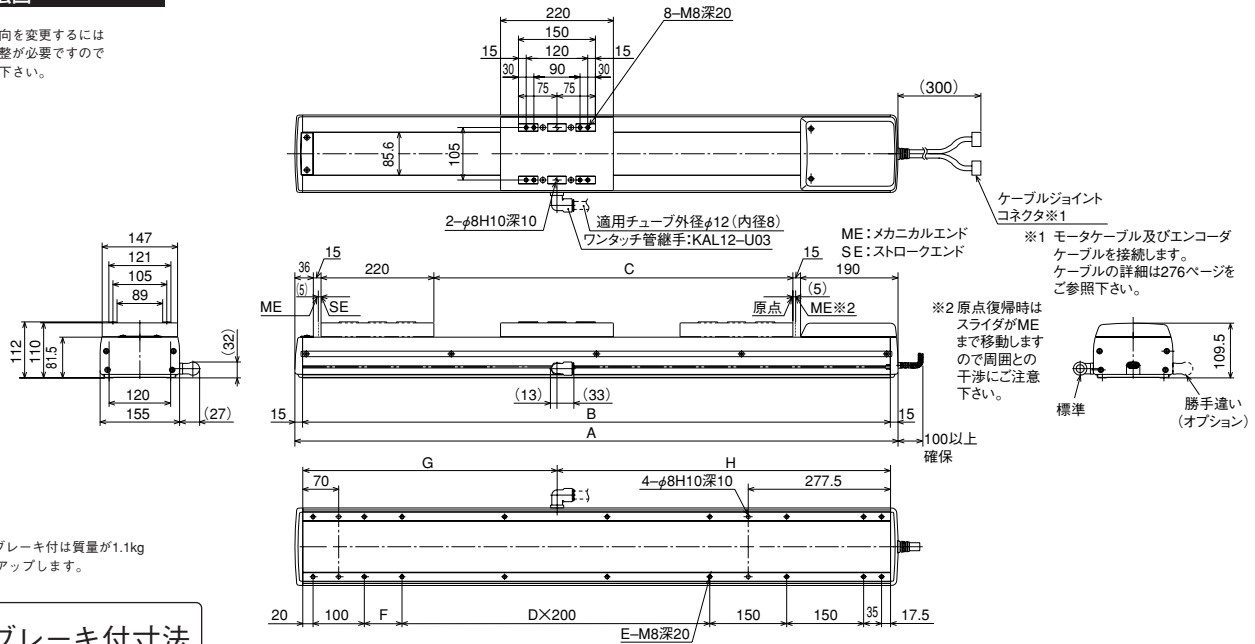 向を変更するには
整が必要ですので
下さい。
220
8–M8深20
150
15
120
15
30
90
30
75
75
(300)
85.6
105
2–φ8H10深10
適用チューブ外径φ12(内径8)
ワンタッチ管継手:KAL12–U03
ケーブルジョイント
コネクタ※1
ME:メカニカルエンド
SE:ストロークエンド
※1 モータケーブル及びエンコーダ
ケーブルを接続します。
ケーブルの詳細は276ページを
ご参照下さい。
147
121
105
89
112
110
81.5
(32)
120
155
(27)
15
36
220
C
15
190
(5)
(5)
ME
SE
原点
ME※2
※2 原点復帰時は
スライダがME
まで移動します
ので周囲との
干渉にご注意
下さい。
109.5
標準
勝手違い
(オプション)
(13)
(33)
15
B
15
A
100以上
確保
G
H
70
4–φ8H10深10
277.5
ブレーキ付は質量が1.1kg
アップします。
20
100
F
D×200
150
150
35
17.5
E–M8深20
ブレーキ付寸法